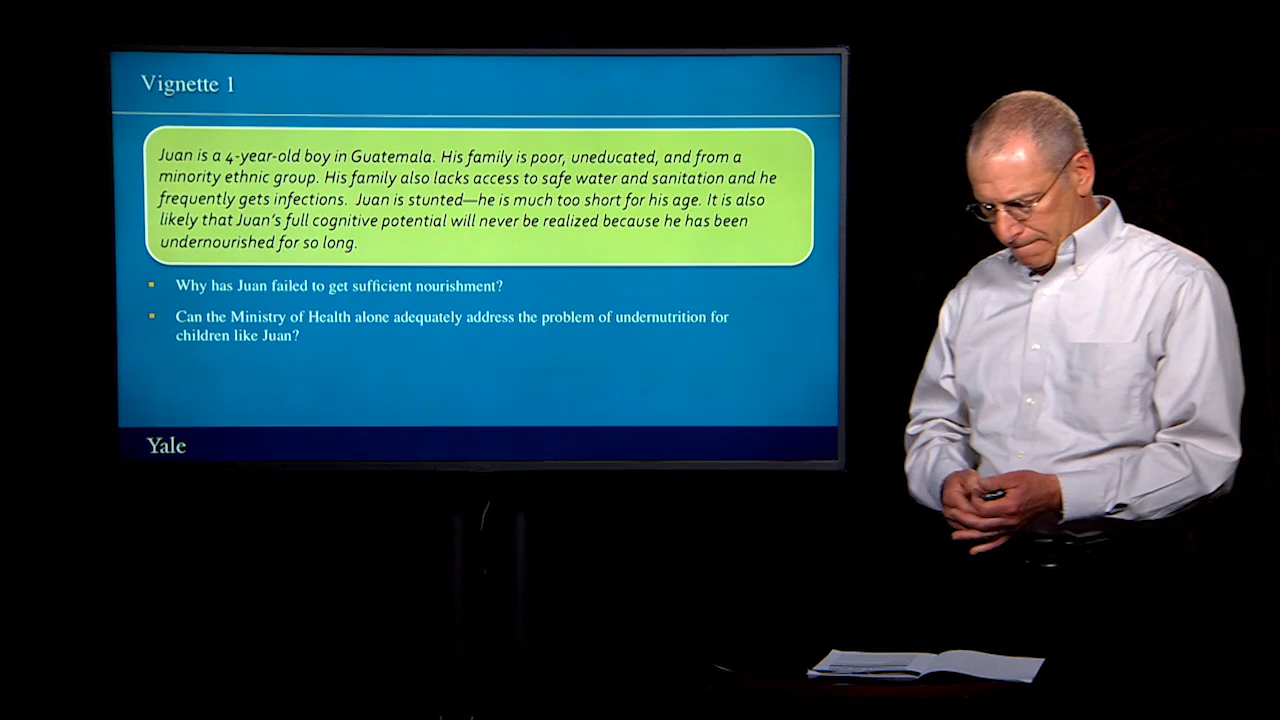 Vignette 1
Juan is a 4-year-old boy in Guatemala. His family is poor, uneducated, and from a
minority ethnic group. His family also lacks access to safe water and sanitation and he
frequently gets infections.  Juan is stunted—he is much too short for his age. It is also
likely that Juan's full cognitive potential will never be realized because he has been
undernourished for so long.
Why has Juan failed to get sufficient nourishment?
Can the Ministry of Health alone adequately address the problem of undernutrition for
children like Juan?
Yale